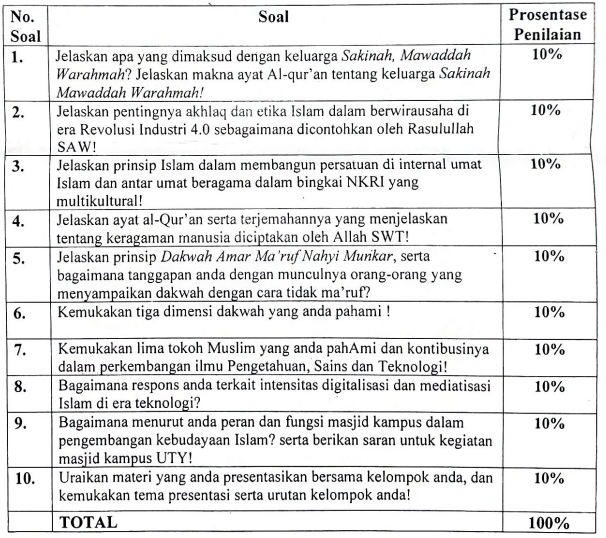 No. Soal Prosentase
Soal Penilaian
1. Jelaskan apa yang dimaksud dengan keluarga Sakinah, Mawaddah 10%
Warahmah? Jelaskan makna ayat Al-qur'an tentang keluarga Sakinah
Mawaddah Warahmah!
2. Jelaskan pentingnya akhlaq dan etika Islam dalam berwirausaha di 10%
era Revolusi Industri 4.0 sebagaimana dicontohkan oleh Rasulullah
SAW!
3. Jelaskan prinsip Islam dalam membangun persatuan di internal umat 10%
Islam dan antar umat beragama dalam bingkai NKRI yang
multikultural!
4. Jelaskan ayat al-Qur'an serta terjemahannya yang menjelaskan 10%
tentang keragaman manusia diciptakan oleh Allah SWT!
5. Jelaskan prinsip Dakwah Amar Ma'ruf Nahyi Munkar, serta 10%
bagaimana tanggapan anda dengan munculnya orang-orang yang
menyampaikan dakwah dengan cara tidak ma'ruf?
6. Kemukakan tiga dimensi dakwah yang anda pahami ! 10%
7. Kemukakan lima tokoh Muslim yang anda pahAmi dan kontibusinya 10%
dalam perkembangan ilmu Pengetahuan, Sains dan Teknologi!
8. Bagaimana respons anda terkait intensitas digitalisasi dan mediatisasi 10%
Islam di era teknologi?
9. Bagaimana menurut anda peran dan fungsi masjid kampus dalam 10%
pengembangan kebudayaan Islam? serta berikan saran untuk kegiatan
masjid kampus UTY!
10. Uraikan materi yang anda presentasikan bersama kelompok anda, dan 10%
kemukakan tema presentasi serta urutan kelompok anda!
TOTAL 100%